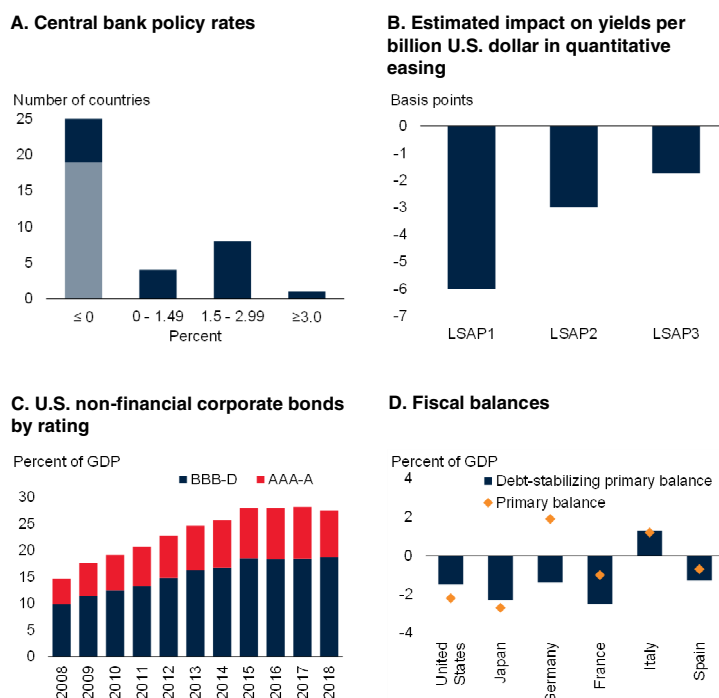 A. Central bank policy rates
Number of countries
25
20
15
10
5
0
≤ 0
0 - 1.49
1.5 - 2.99
≥3.0
Percent
B. Estimated impact on yields per
billion U.S. dollar in quantitative
easing
Basis points
0
-1
-2
-3
-4
-5
-6
-7
LSAP1
LSAP2
LSAP3
C. U.S. non-financial corporate bonds
by rating
Percent of GDP
BBB-D
AAA-A
30
25
20
15
10
5
0
2008
2009
2010
2011
2012
2013
2014
2015
2016
2017
2018
D. Fiscal balances
Percent of GDP
Debt-stabilizing primary balance
Primary balance
4
2
0
-2
-4
United
States
Japan
Germany
France
Italy
Spain